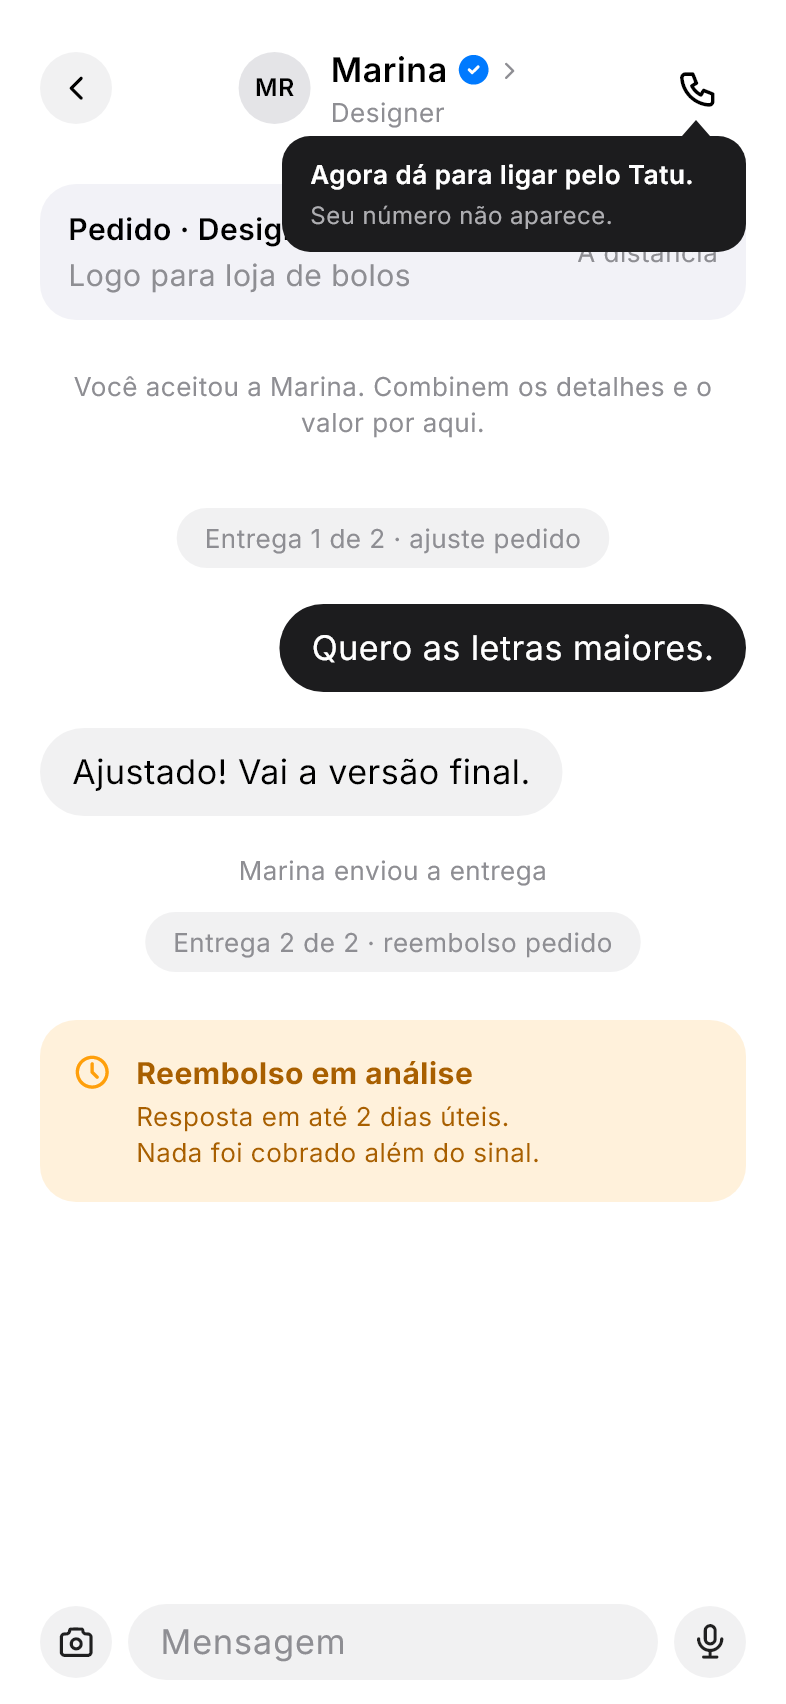 MR
Marina
Designer
Agora dá para ligar pelo Tatu.
Seu número não aparece.
Pedido · Desig
Logo para loja de bolos
A distância
Você aceitou a Marina. Combinem os detalhes e o
valor por aqui.
Entrega 1 de 2 · ajuste pedido
Quero as letras maiores.
Ajustado! Vai a versão final.
Marina enviou a entrega
Entrega 2 de 2 · reembolso pedido
Reembolso em análise
Resposta em até 2 dias úteis.
Nada foi cobrado além do sinal.
Mensagem